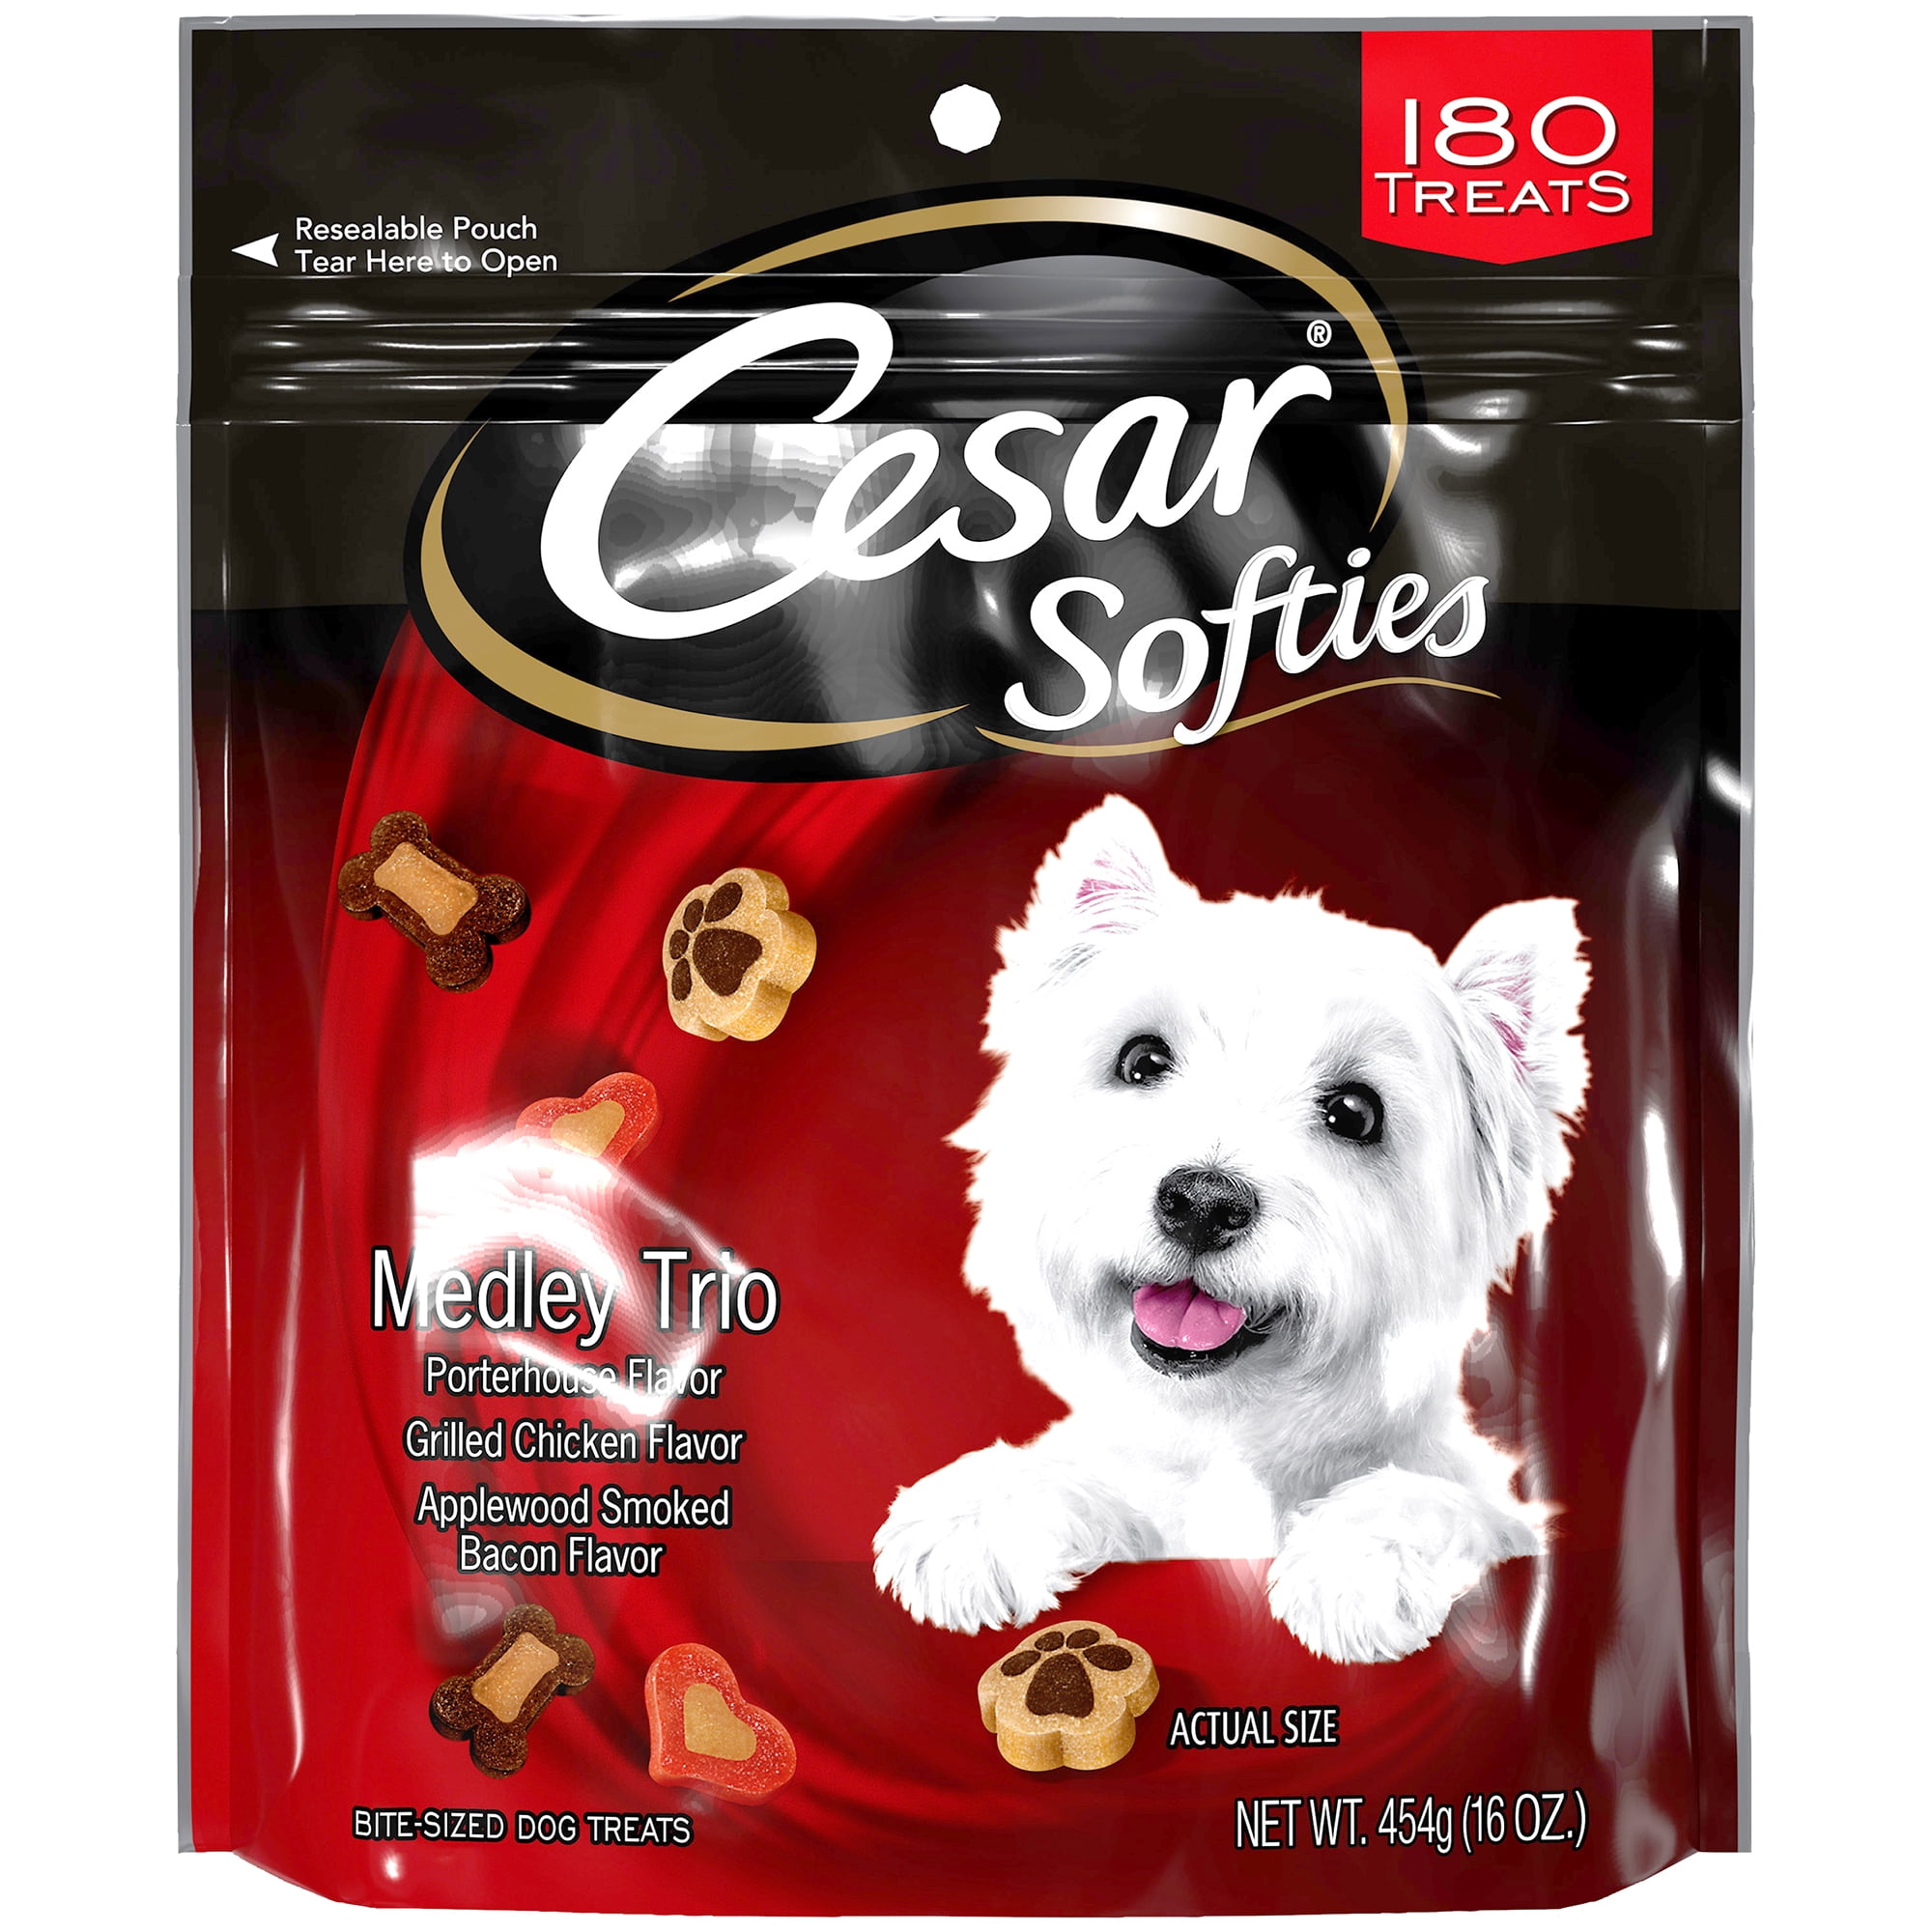 180
TREATS
Resealable Pouch
Tear Here to Open
Cesar®
Softies
Medley Trio
Porterhouse Flavor
Grilled Chicken Flavor
Applewood Smoked
Bacon Flavor
ACTUAL SIZE
BITE-SIZED DOG TREATS
NET WT. 454g (16 OZ.)